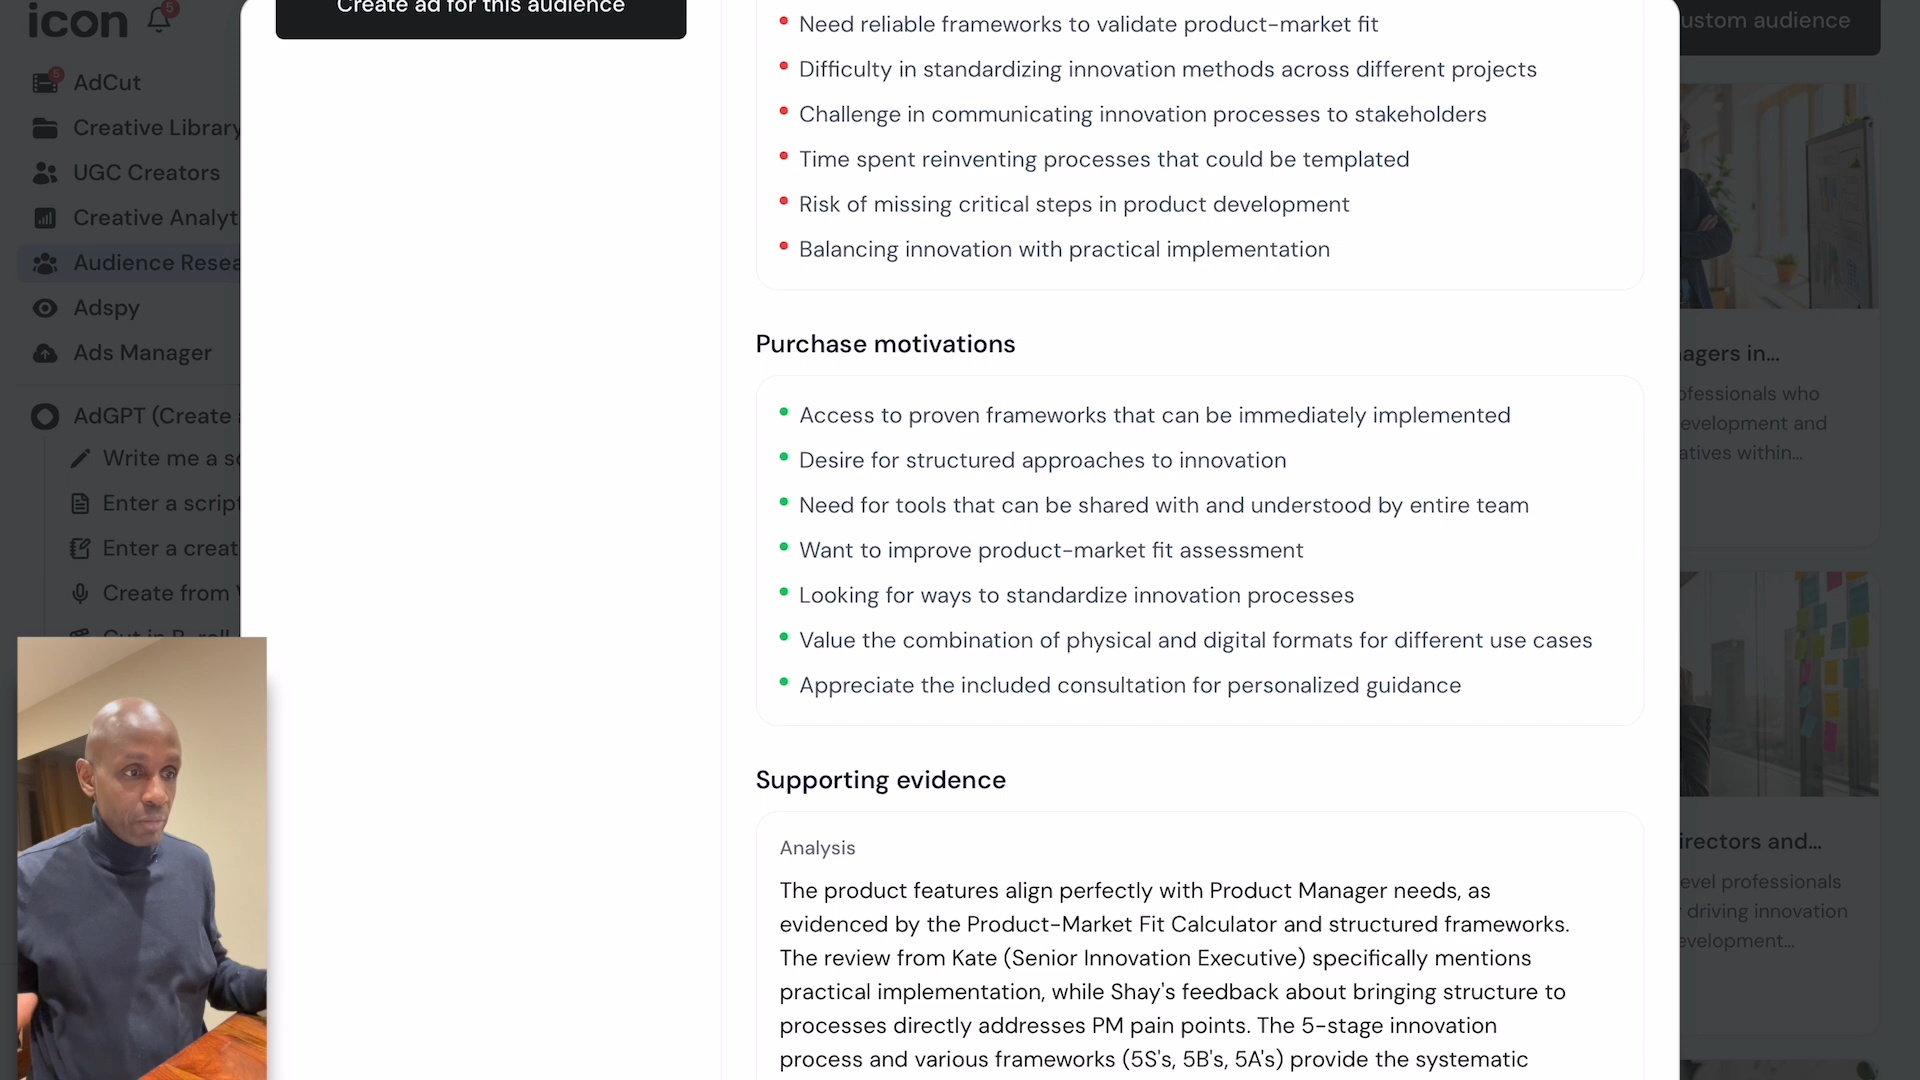 icon
5
5
AdCut
Creative Library
UGC Creators
Creative Analyt
Audience Resea
Adspy
Ads Manager
AdGPT (Create
Write me a sc
Enter a script
Enter a creat
Create from
Create ad for this audience
Need reliable frameworks to validate product-market fit
Difficulty in standardizing innovation methods across different projects
Challenge in communicating innovation processes to stakeholders
Time spent reinventing processes that could be templated
Risk of missing critical steps in product development
Balancing innovation with practical implementation
Purchase motivations
Access to proven frameworks that can be immediately implemented
Desire for structured approaches to innovation
Need for tools that can be shared with and understood by entire team
Want to improve product-market fit assessment
Looking for ways to standardize innovation processes
Value the combination of physical and digital formats for different use cases
Appreciate the included consultation for personalized guidance
Supporting evidence
Analysis
The product features align perfectly with Product Manager needs, as
evidenced by the Product-Market Fit Calculator and structured frameworks.
The review from Kate (Senior Innovation Executive) specifically mentions
practical implementation, while Shay's feedback about bringing structure to
processes directly addresses PM pain points. The 5-stage innovation
process and various frameworks (5S's, 5B's, 5A's) provide the systematic
ustom audience
agers in...
ofessionals who
evelopment and
atives within...
irectors and...
evel professionals
driving innovation
evelopment...